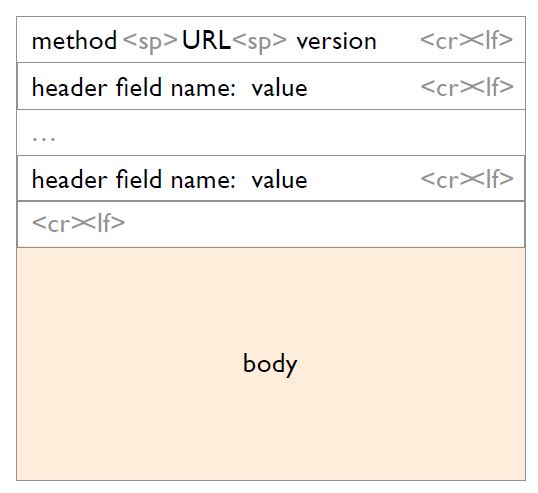 method <sp> URL <sp> version <cr><lf>
header field name: value <cr><lf>
...
header field name: value <cr><lf>
<cr><lf>
body